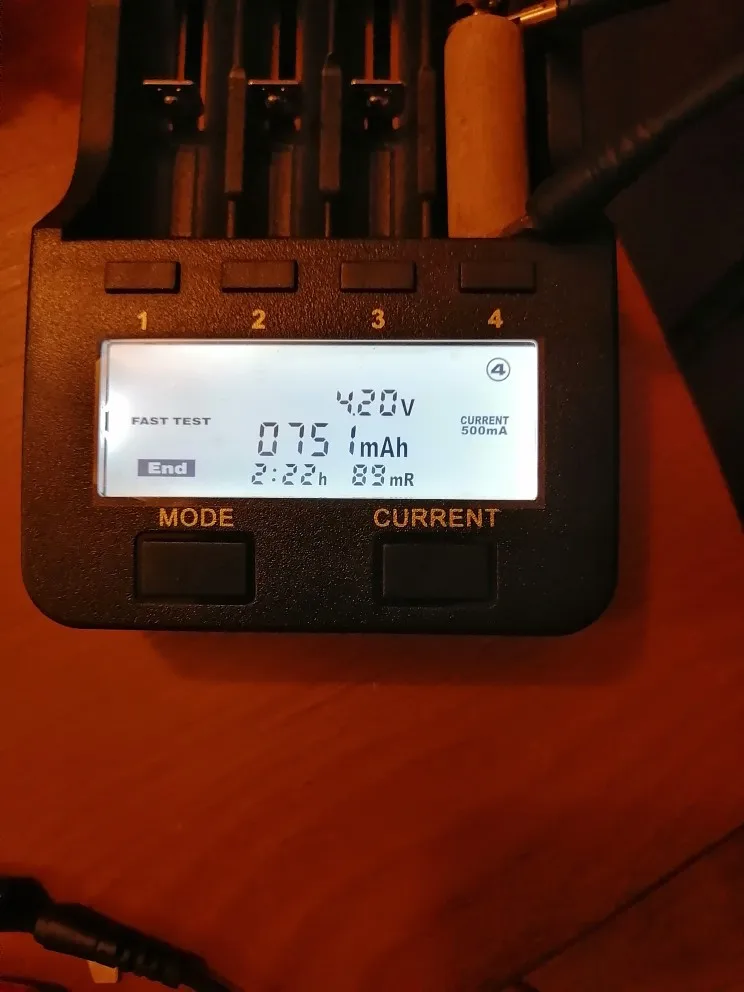 1 2 3 4
④
4.20V
FAST TEST
CURRENT
500mA
0751mAh
End
2:22h 89mR
MODE CURRENT